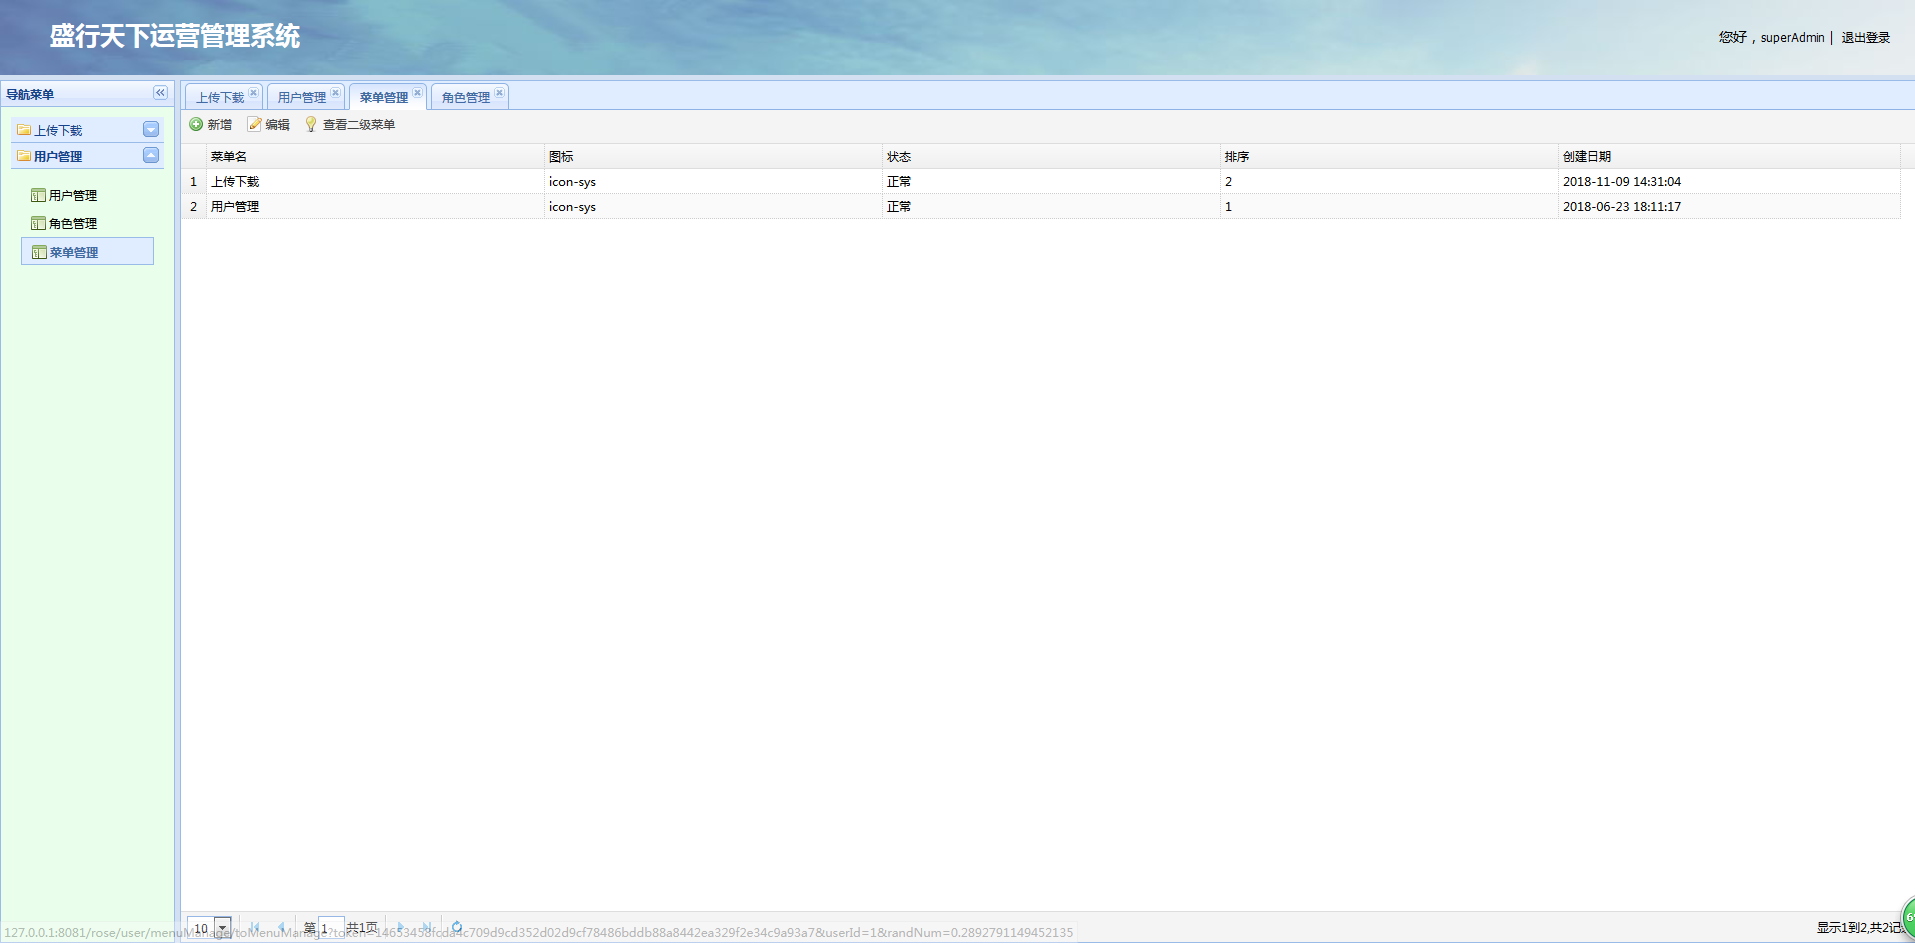 盛行天下运营管理系统
您好，superAdmin | 退出登录
导航菜单
上传下载
用户管理
用户管理
角色管理
菜单管理
上传下载 用户管理 菜单管理 角色管理
新增 编辑 查看二级菜单
菜单名 图标 状态 排序 创建日期
1 上传下载 icon-sys 正常 2 2018-11-09 14:31:04
2 用户管理 icon-sys 正常 1 2018-06-23 18:11:17
10 第 1 共1页 显示1到2,共2记
127.0.0.1:8081/rose/user/menuManage/toMenuManage?token=14653458fcda4c709d9cd352d02d9cf78486bddb88a8442ea329f2e34c9a93a7&userId=1&randNum=0.2892791149452135